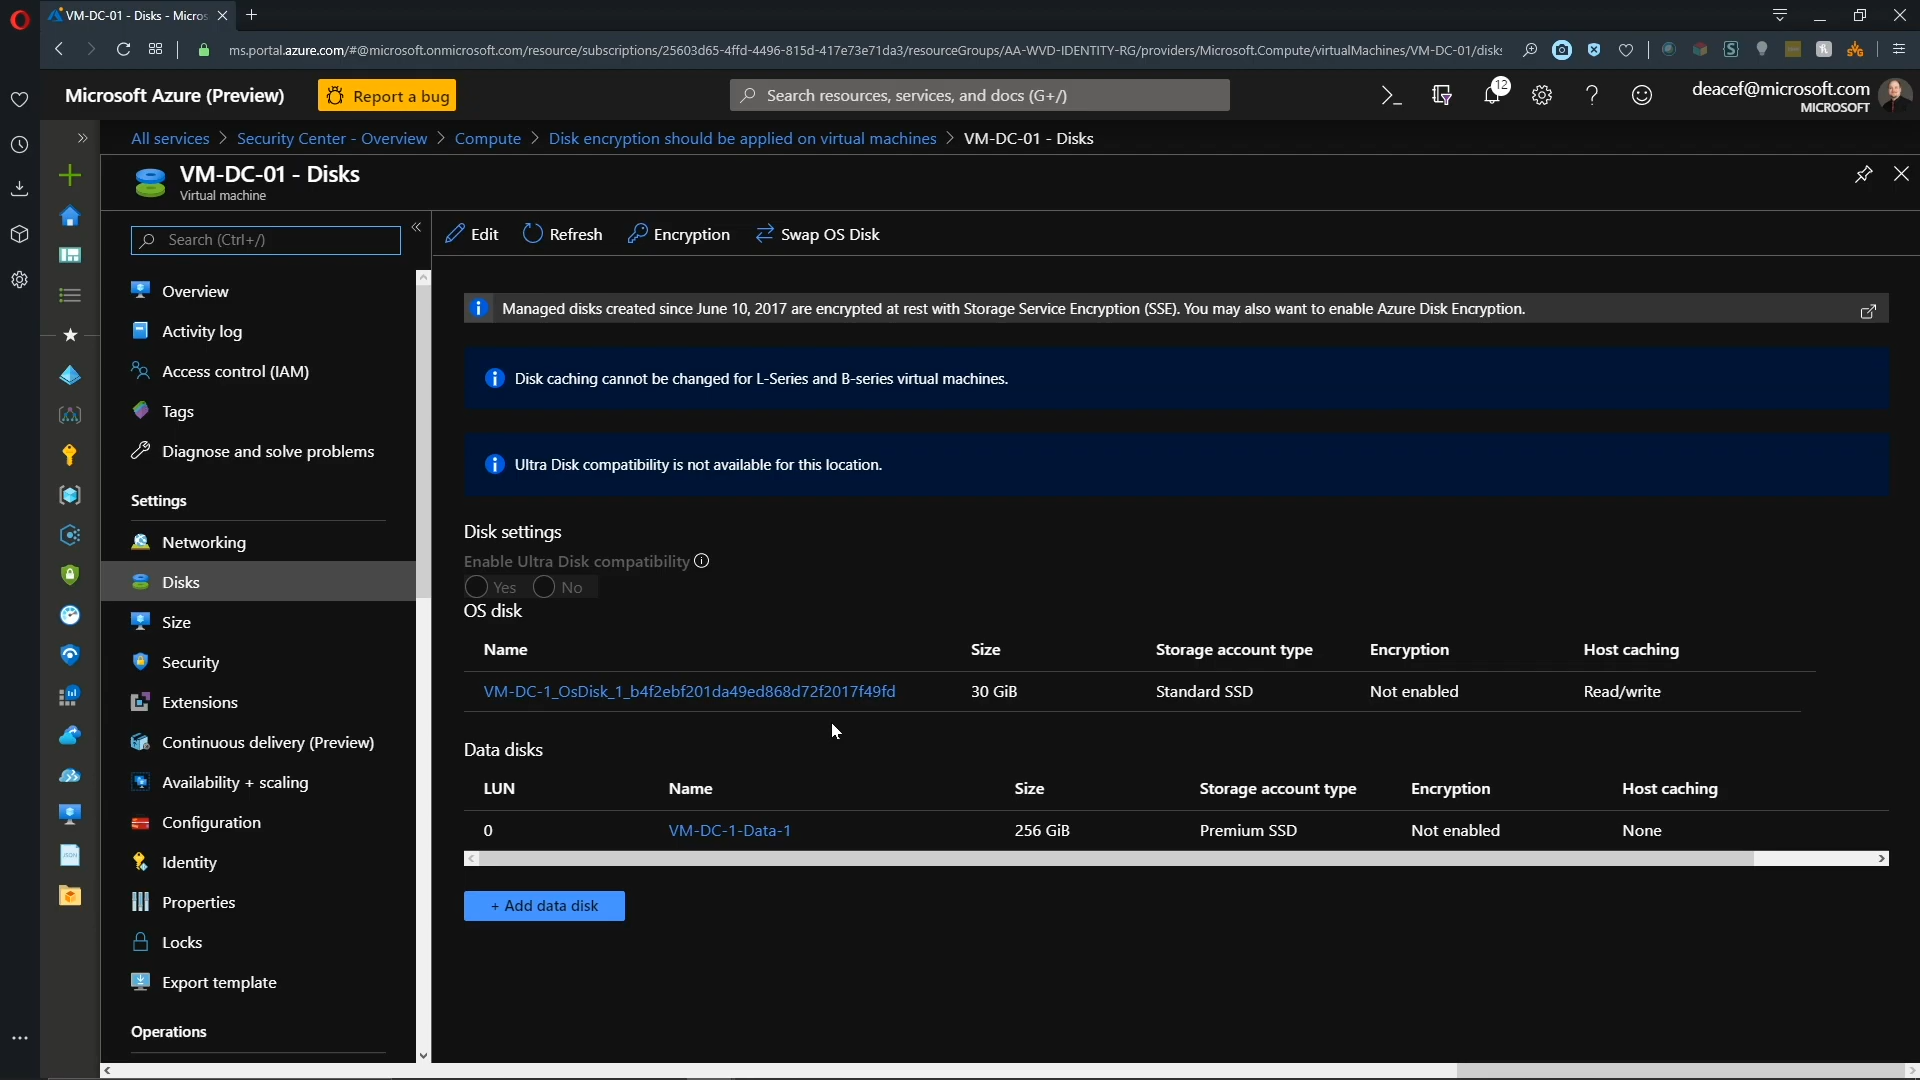 VM-DC-01 - Disks - Micros
ms.portal.azure.com/#@microsoft.onmicrosoft.com/resource/subscriptions/25603d65-4ffd-4496-815d-417e73e71da3/resourceGroups/AA-WVD-IDENTITY-RG/providers/Microsoft.Compute/virtualMachines/VM-DC-01/disks
Microsoft Azure (Preview)
Report a bug
Search resources, services, and docs (G+/)
12
deacef@microsoft.com
MICROSOFT
All services > Security Center - Overview > Compute > Disk encryption should be applied on virtual machines > VM-DC-01 - Disks
VM-DC-01 - Disks
Virtual machine
Search (Ctrl+/)
Overview
Activity log
Access control (IAM)
Tags
Diagnose and solve problems
Settings
Networking
Disks
Size
Security
Extensions
Continuous delivery (Preview)
Availability + scaling
Configuration
Identity
Properties
Locks
Export template
Operations
Edit Refresh Encryption Swap OS Disk
Managed disks created since June 10, 2017 are encrypted at rest with Storage Service Encryption (SSE). You may also want to enable Azure Disk Encryption.
Disk caching cannot be changed for L-Series and B-series virtual machines.
Ultra Disk compatibility is not available for this location.
Disk settings
Enable Ultra Disk compatibility
Yes No
OS disk
Name Size Storage account type Encryption Host caching
VM-DC-1_OsDisk_1_b4f2ebf201da49ed868d72f2017f49fd 30 GiB Standard SSD Not enabled Read/write
Data disks
LUN Name Size Storage account type Encryption Host caching
0 VM-DC-1-Data-1 256 GiB Premium SSD Not enabled None
+ Add data disk